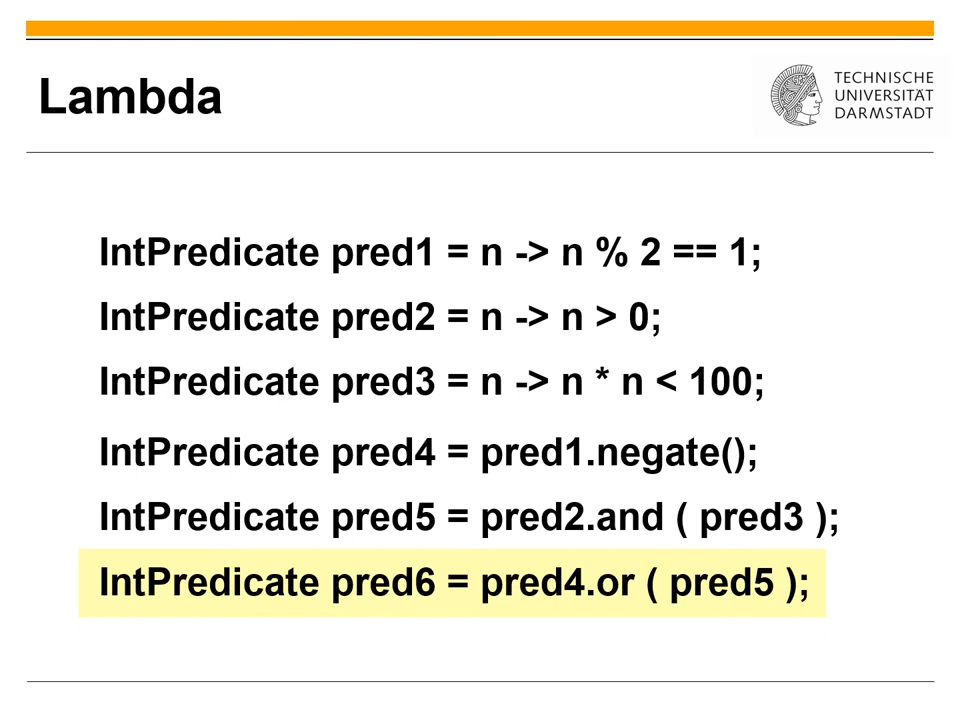 Lambda
TECHNISCHE
UNIVERSITÄT
DARMSTADT
IntPredicate pred1 = n -> n % 2 == 1;
IntPredicate pred2 = n -> n > 0;
IntPredicate pred3 = n -> n * n < 100;
IntPredicate pred4 = pred1.negate();
IntPredicate pred5 = pred2.and ( pred3 );
IntPredicate pred6 = pred4.or ( pred5 );